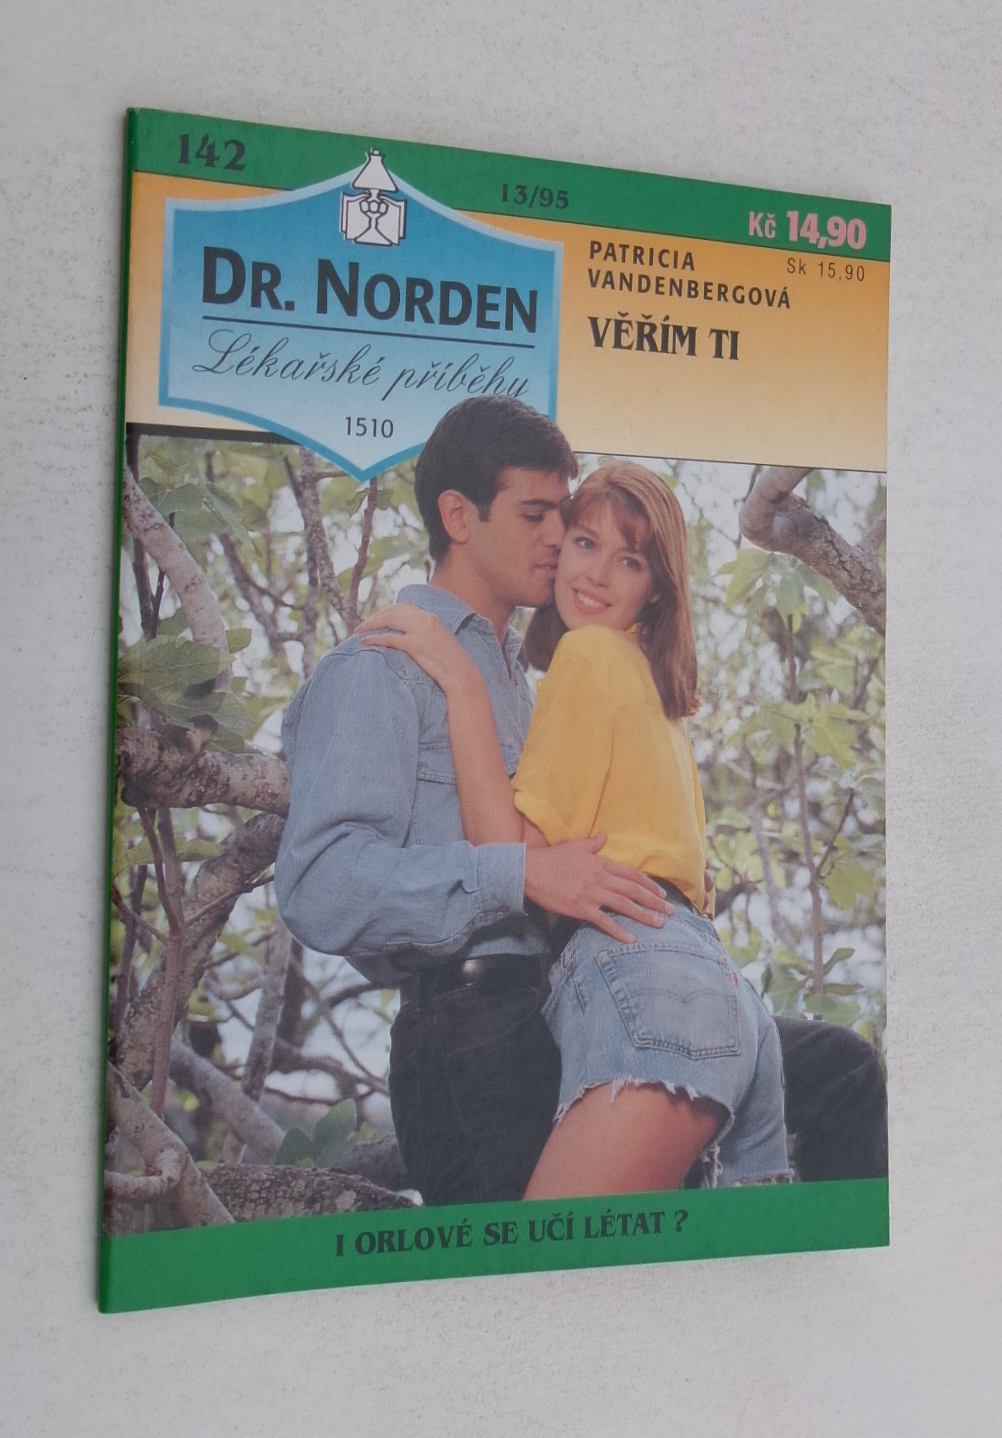 142
13/95
Kč 14,90
Sk 15,90
DR. NORDEN
Lékařské příběhy
1510
PATRICIA
VANDENBERGOVÁ
VĚŘÍM TI
I ORLOVÉ SE UČÍ LÉTAT ?